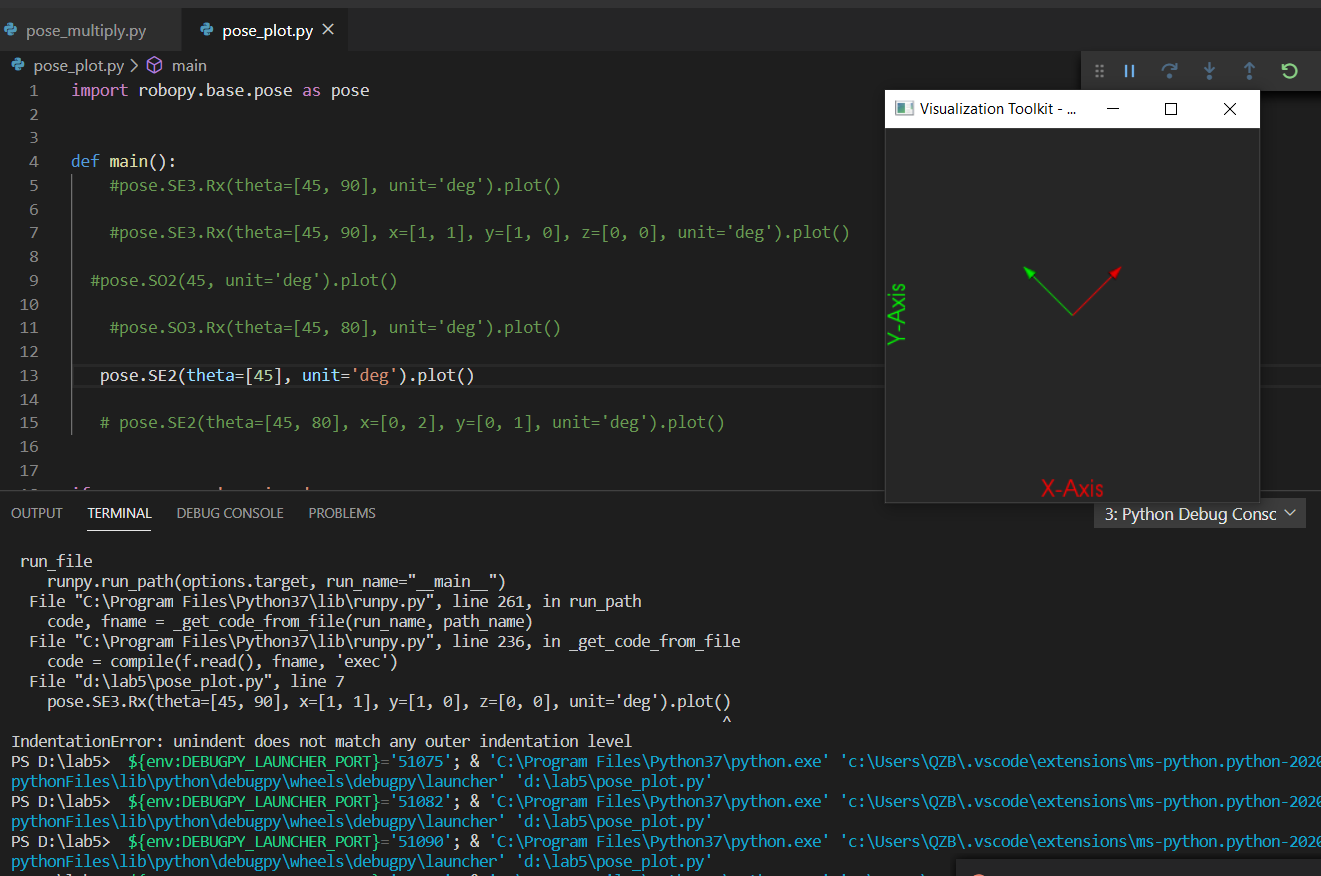 pose_multiply.py
pose_plot.py
pose_plot.py > main
1 import robopy.base.pose as pose
2
3
4 def main():
5 #pose.SE3.Rx(theta=[45, 90], unit='deg').plot()
6
7 #pose.SE3.Rx(theta=[45, 90], x=[1, 1], y=[1, 0], z=[0, 0], unit='deg').plot()
8
9 #pose.SO2(45, unit='deg').plot()
10
11 #pose.SO3.Rx(theta=[45, 80], unit='deg').plot()
12
13 pose.SE2(theta=[45], unit='deg').plot()
14
15 # pose.SE2(theta=[45, 80], x=[0, 2], y=[0, 1], unit='deg').plot()
16
17
Visualization Toolkit - ...
Y-Axis
X-Axis
OUTPUT TERMINAL DEBUG CONSOLE PROBLEMS
3: Python Debug Consc
run_file
runpy.run_path(options.target, run_name="__main__")
File "C:\Program Files\Python37\lib\runpy.py", line 261, in run_path
code, fname = _get_code_from_file(run_name, path_name)
File "C:\Program Files\Python37\lib\runpy.py", line 236, in _get_code_from_file
code = compile(f.read(), fname, 'exec')
File "d:\lab5\pose_plot.py", line 7
pose.SE3.Rx(theta=[45, 90], x=[1, 1], y=[1, 0], z=[0, 0], unit='deg').plot()
^
IndentationError: unindent does not match any outer indentation level
PS D:\lab5> ${env:DEBUGPY_LAUNCHER_PORT}='51075'; & 'C:\Program Files\Python37\python.exe' 'c:\Users\QZB\.vscode\extensions\ms-python.python-2020
pythonFiles\lib\python\debugpy\wheels\debugpy\launcher' 'd:\lab5\pose_plot.py'
PS D:\lab5> ${env:DEBUGPY_LAUNCHER_PORT}='51082'; & 'C:\Program Files\Python37\python.exe' 'c:\Users\QZB\.vscode\extensions\ms-python.python-2020
pythonFiles\lib\python\debugpy\wheels\debugpy\launcher' 'd:\lab5\pose_plot.py'
PS D:\lab5> ${env:DEBUGPY_LAUNCHER_PORT}='51090'; & 'C:\Program Files\Python37\python.exe' 'c:\Users\QZB\.vscode\extensions\ms-python.python-2020
pythonFiles\lib\python\debugpy\wheels\debugpy\launcher' 'd:\lab5\pose_plot.py'